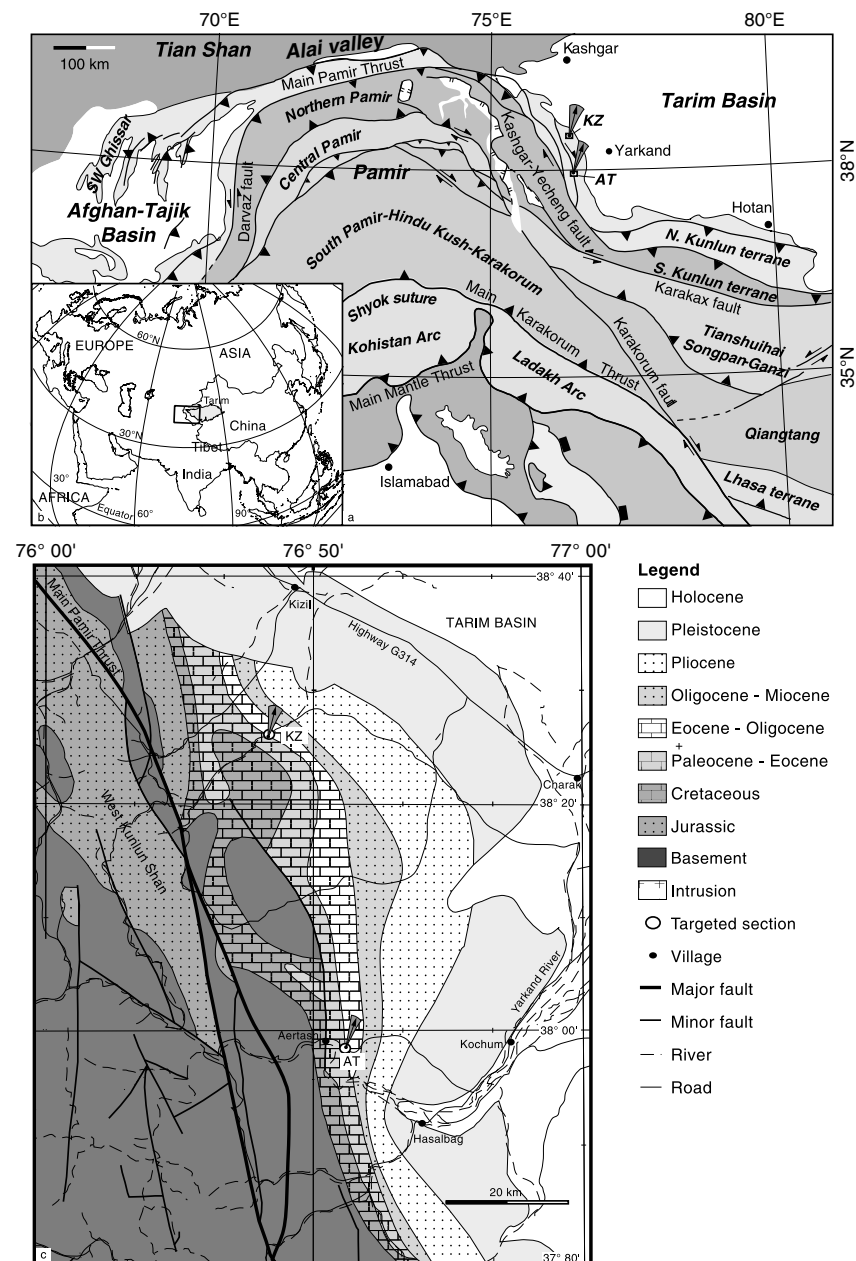 70°E
75°E
80°E
Tian Shan
Alai valley
Kashgar
100 km
Main Pamir Thrust
Northern Pamir
Tarim Basin
KZ
SW Ghissar
Central Pamir
Kashgar-Yecheng fault
Yarkand
38°N
Pamir
AT
Darvaz fault
Afghan-Tajik
Basin
Hotan
South Pamir-Hindu Kush-Karakorum
N. Kunlun terrane
S. Kunlun terrane
Karakax fault
Shyok suture
Main
Karakorum
Thrust
Karakorum faul
Tianshuihai
Songpan-Ganzi
Kohistan Arc
Ladakh Arc
Main Mantle Thrust
35°N
Qiangtang
Islamabad
Lhasa terrane
60°N
EUROPE
ASIA
Tarim
China
30°N
Tibet
India
30°
AFRICA
Equator
60°
90°
b
a
76° 00'
76° 50'
77° 00'
38° 40'
Main Pamir Thrust
Kizil
TARIM BASIN
Highway G314
KZ
Charak
38° 20'
West Kunlun Shan
Yarkand River
38° 00'
Aertash
Kochum
AT
Hasalbag
20 km
c
37° 80'
Legend
Holocene
Pleistocene
Pliocene
Oligocene - Miocene
Eocene - Oligocene
+
Paleocene - Eocene
Cretaceous
Jurassic
Basement
Intrusion
Targeted section
Village
Major fault
Minor fault
River
Road